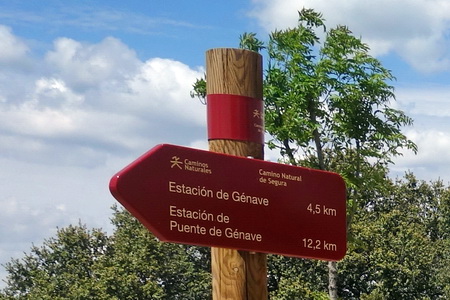 Caminos
Naturales
Camino Natural
de Segura
Estación de Génave
4,5 km
Estación de
Puente de Génave
12,2 km